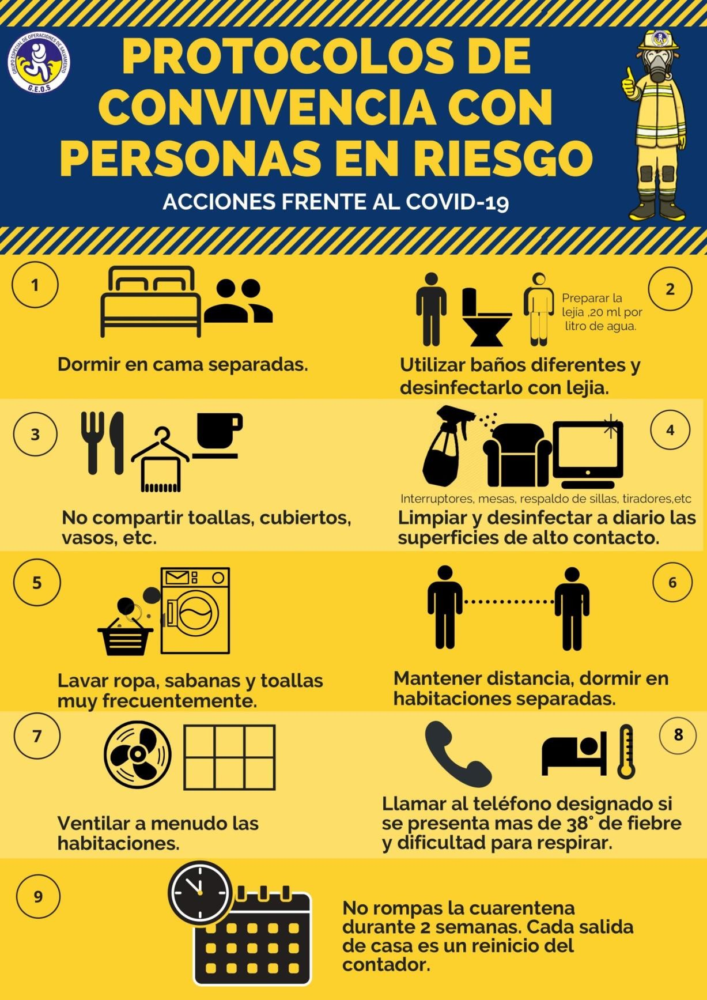 GRUPO ESPECIAL DE OPERACIONES DE SALVAMENTO
G.E.O.S
PROTOCOLOS DE
CONVIVENCIA CON
PERSONAS EN RIESGO
ACCIONES FRENTE AL COVID-19
1
Dormir en cama separadas.
2
Preparar la
lejia ,20 ml por
litro de agua.
Utilizar baños diferentes y
desinfectarlo con lejia.
3
No compartir toallas, cubiertos,
vasos, etc.
4
Interruptores, mesas, respaldo de sillas, tiradores,etc
Limpiar y desinfectar a diario las
superficies de alto contacto.
5
Lavar ropa, sabanas y toallas
muy frecuentemente.
6
Mantener distancia, dormir en
habitaciones separadas.
7
Ventilar a menudo las
habitaciones.
8
Llamar al teléfono designado si
se presenta mas de 38° de fiebre
y dificultad para respirar.
9
No rompas la cuarentena
durante 2 semanas. Cada salida
de casa es un reinicio del
contador.